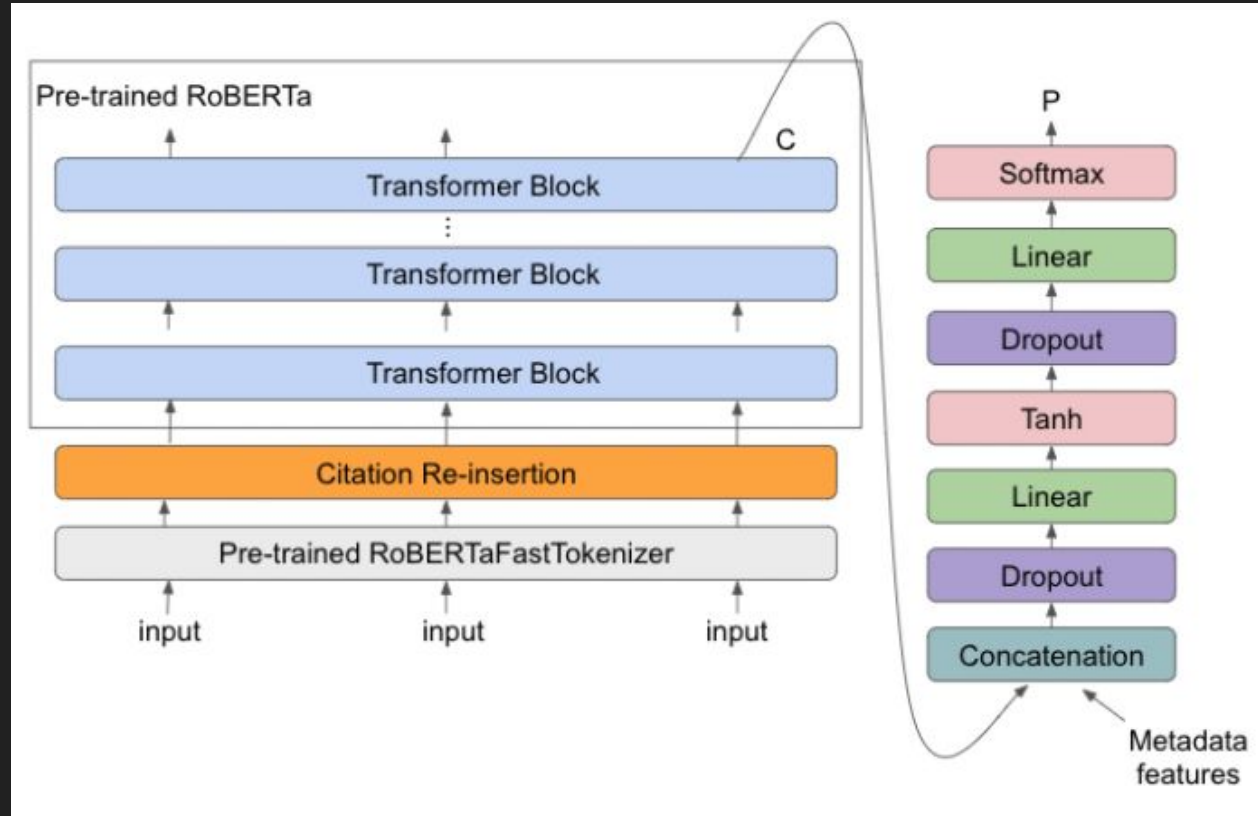 Pre-trained RoBERTa
C
Transformer Block
⋮
Transformer Block
Transformer Block
Citation Re-insertion
Pre-trained RoBERTaFastTokenizer
input input input
P
Softmax
Linear
Dropout
Tanh
Linear
Dropout
Concatenation
Metadata
features